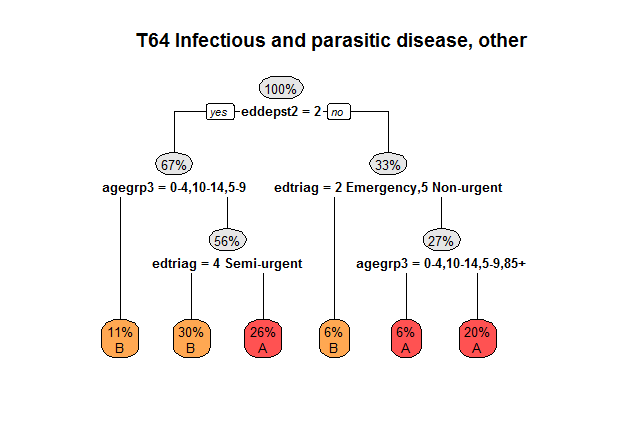 T64 Infectious and parasitic disease, other
100%
yes eddepst2 = 2 no
67% 33%
agegrp3 = 0-4,10-14,5-9 edtriag = 2 Emergency,5 Non-urgent
56% 27%
edtriag = 4 Semi-urgent agegrp3 = 0-4,10-14,5-9,85+
11% 30% 26% 6% 6% 20%
B B A B A A